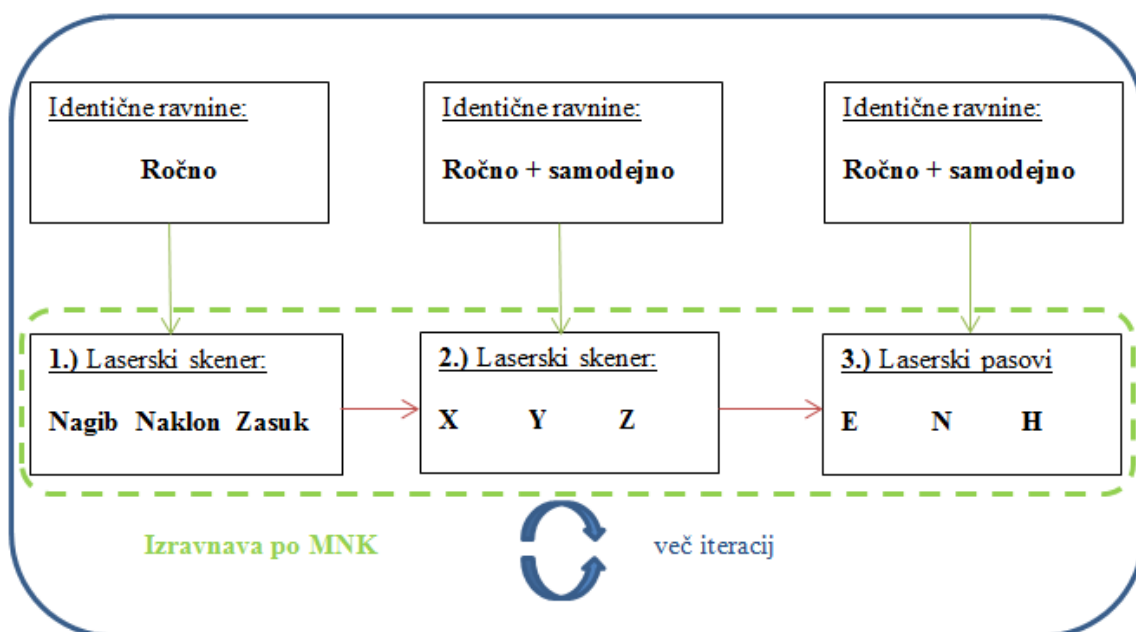 Identične ravnine:
Ročno
Identične ravnine:
Ročno + samodejno
Identične ravnine:
Ročno + samodejno
1.) Laserski skener:
Nagib Naklon Zasuk
2.) Laserski skener:
X Y Z
3.) Laserski pasovi
E N H
Izravnava po MNK
več iteracij